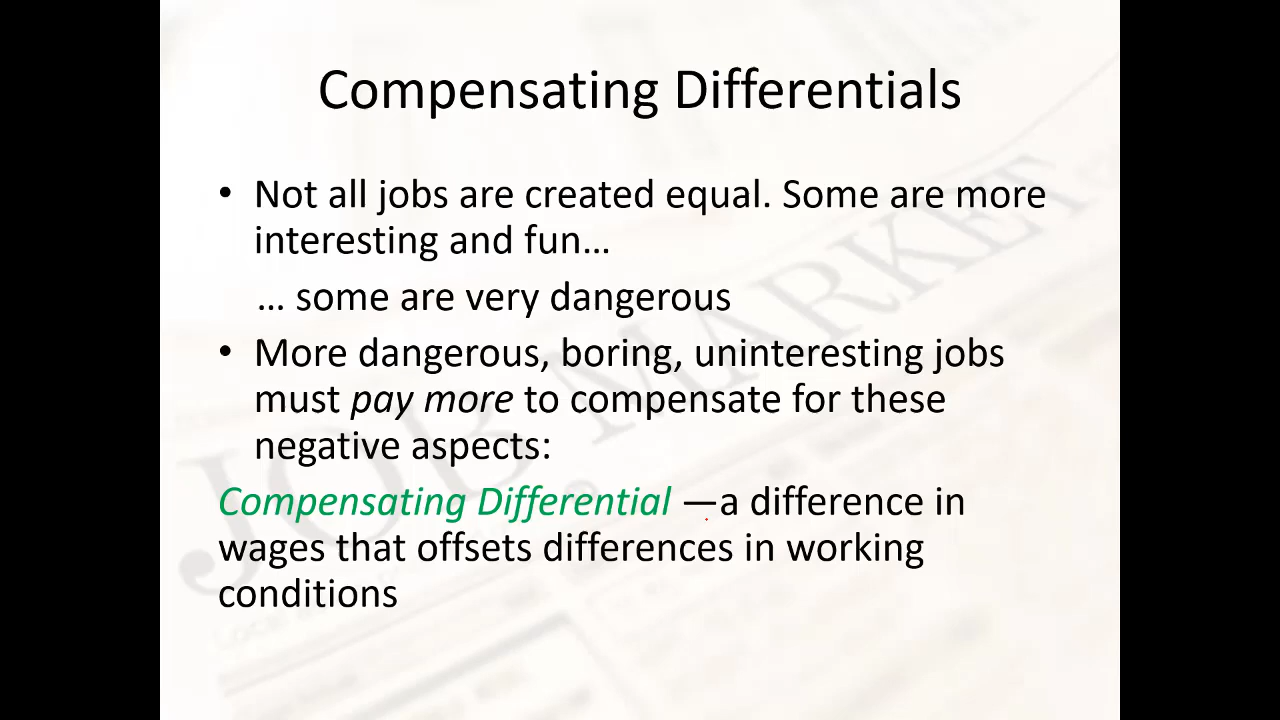 Compensating Differentials
• Not all jobs are created equal. Some are more
interesting and fun…
… some are very dangerous
• More dangerous, boring, uninteresting jobs
must pay more to compensate for these
negative aspects:
Compensating Differential —a difference in
wages that offsets differences in working
conditions
JOB MARKET